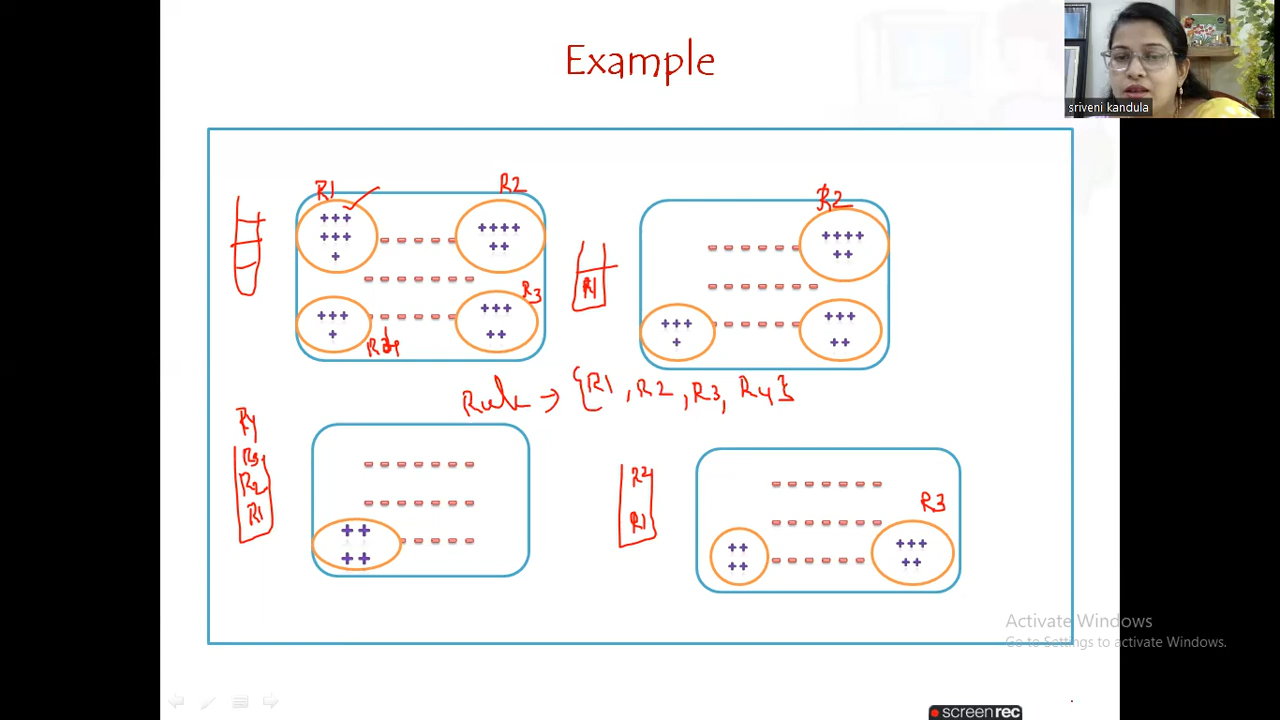 Example
sriveni kandula
R1
R2
+++
+++
+
- - - - -
++++
++
- - - - - - -
R3
+++
+
- - - - - -
+++
++
R4
R2
- - - - - -
++++
++
R1
- - - - - - -
+++
+
- - - - - -
+++
++
Rule → {R1, R2, R3, R4}
R4
R3
R2
R1
- - - - - - -
- - - - - - -
++
++
- - - - -
R2
R1
- - - - - - -
R3
- - - - - - -
++
++
- - - - - -
+++
++
Activate Windows
Go to Settings to activate Windows.
screenrec